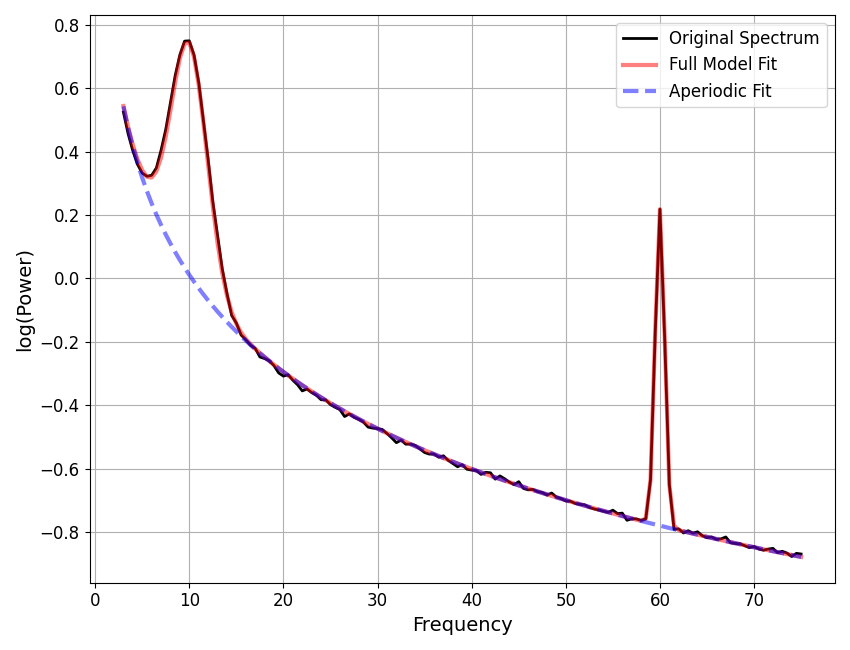 Original Spectrum
Full Model Fit
Aperiodic Fit
0.8
0.6
0.4
0.2
0.0
−0.2
−0.4
−0.6
−0.8
log(Power)
0 10 20 30 40 50 60 70
Frequency